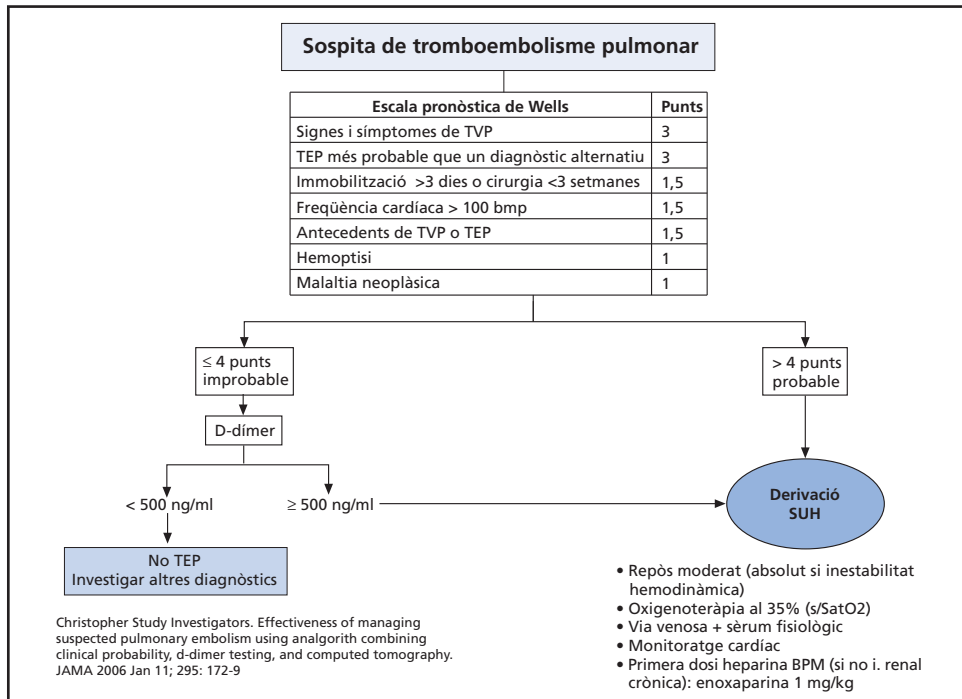 Sospita de tromboembolisme pulmonar
Escala pronòstica de Wells Punts
Signes i símptomes de TVP 3
TEP més probable que un diagnòstic alternatiu 3
Immobilització >3 dies o cirurgia <3 setmanes 1,5
Freqüència cardíaca > 100 bmp 1,5
Antecedents de TVP o TEP 1,5
Hemoptisi 1
Malaltia neoplàsica 1
≤ 4 punts
improbable
> 4 punts
probable
D-dímer
< 500 ng/ml
≥ 500 ng/ml
Derivació
SUH
No TEP
Investigar altres diagnòstics
• Repòs moderat (absolut si inestabilitat
hemodinàmica)
• Oxigenoteràpia al 35% (s/SatO2)
• Via venosa + sèrum fisiològic
• Monitoratge cardíac
• Primera dosi heparina BPM (si no i. renal
crònica): enoxaparina 1 mg/kg
Christopher Study Investigators. Effectiveness of managing
suspected pulmonary embolism using analgorith combining
clinical probability, d-dimer testing, and computed tomography.
JAMA 2006 Jan 11; 295: 172-9